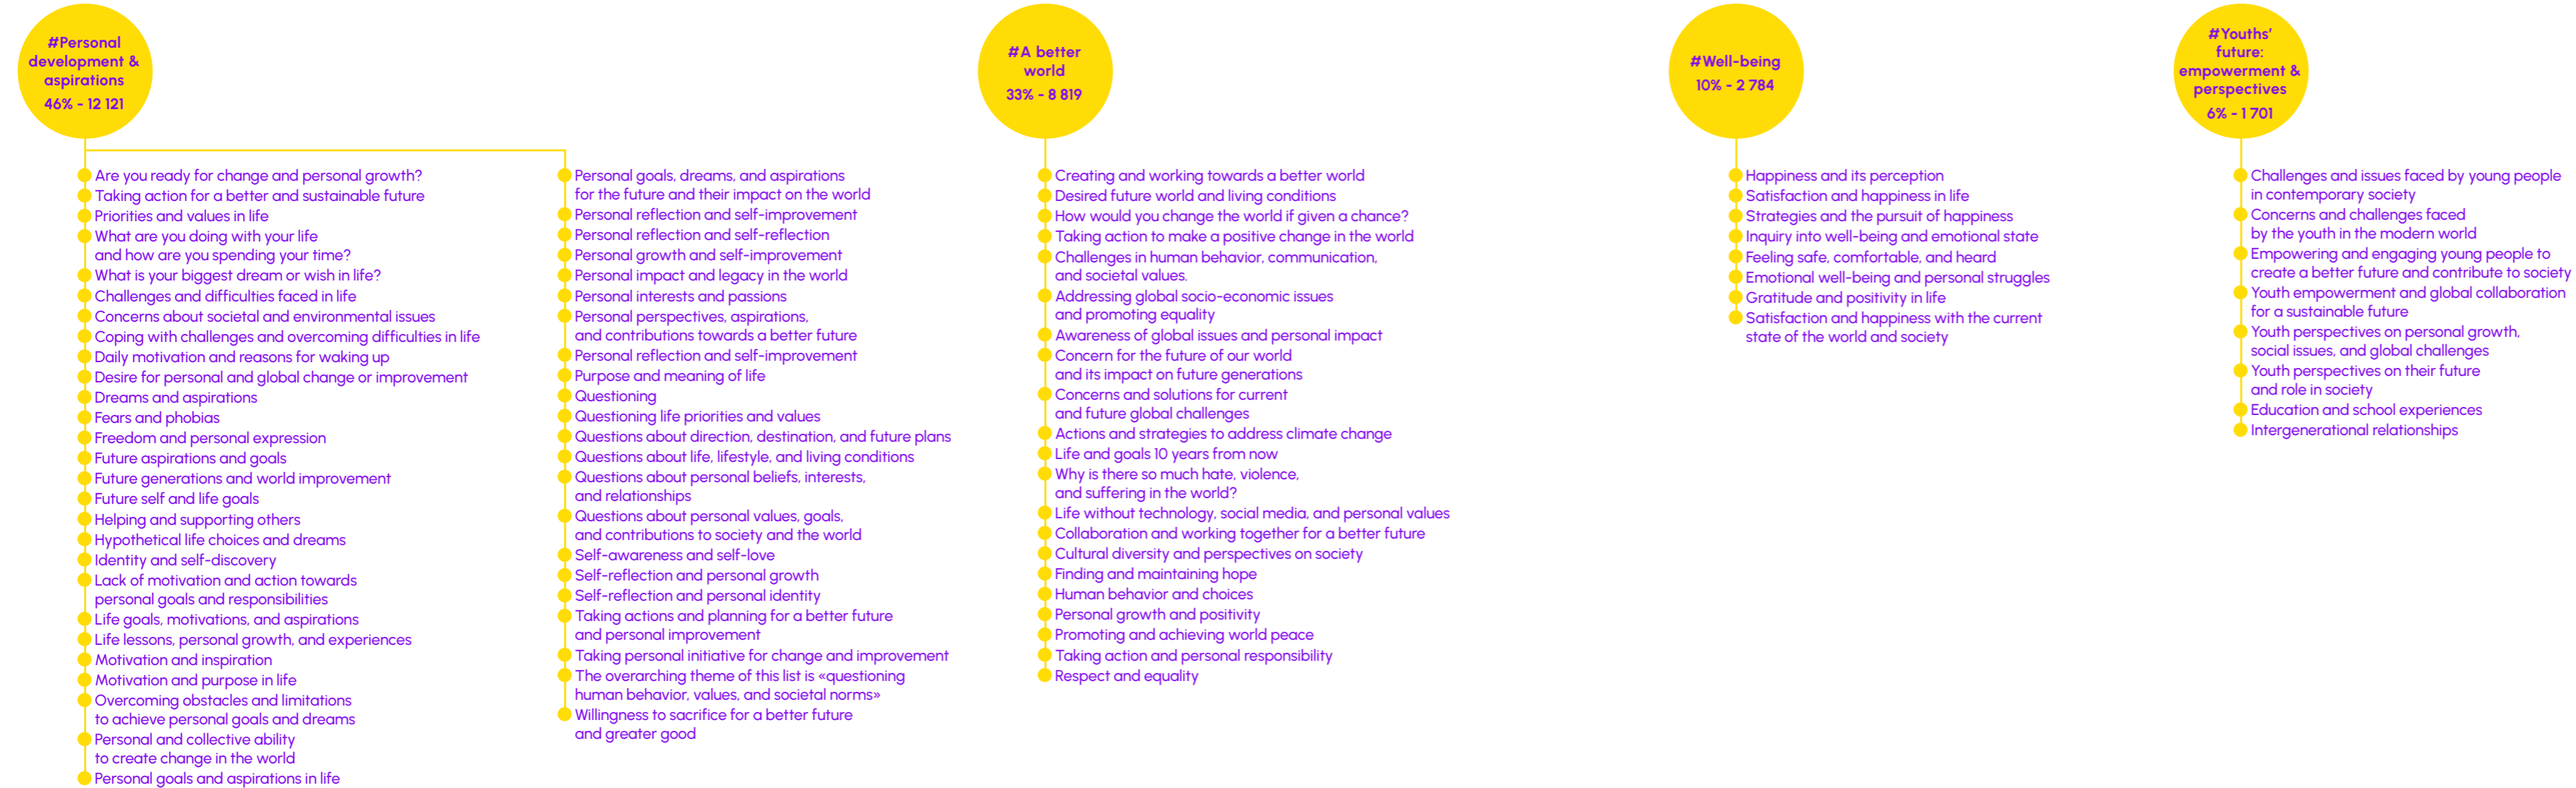 #Personal
development &
aspirations
46% - 12 121
Are you ready for change and personal growth?
Taking action for a better and sustainable future
Priorities and values in life
What are you doing with your life
and how are you spending your time?
What is your biggest dream or wish in life?
Challenges and difficulties faced in life
Concerns about societal and environmental issues
Coping with challenges and overcoming difficulties in life
Daily motivation and reasons for waking up
Desire for personal and global change or improvement
Dreams and aspirations
Fears and phobias
Freedom and personal expression
Future aspirations and goals
Future generations and world improvement
Future self and life goals
Helping and supporting others
Hypothetical life choices and dreams
Identity and self-discovery
Lack of motivation and action towards
personal goals and responsibilities
Life goals, motivations, and aspirations
Life lessons, personal growth, and experiences
Motivation and inspiration
Motivation and purpose in life
Overcoming obstacles and limitations
to achieve personal goals and dreams
Personal and collective ability
to create change in the world
Personal goals and aspirations in life
Personal goals, dreams, and aspirations
for the future and their impact on the world
Personal reflection and self-improvement
Personal reflection and self-reflection
Personal growth and self-improvement
Personal impact and legacy in the world
Personal interests and passions
Personal perspectives, aspirations,
and contributions towards a better future
Personal reflection and self-improvement
Purpose and meaning of life
Questioning
Questioning life priorities and values
Questions about direction, destination, and future plans
Questions about life, lifestyle, and living conditions
Questions about personal beliefs, interests,
and relationships
Questions about personal values, goals,
and contributions to society and the world
Self-awareness and self-love
Self-reflection and personal growth
Self-reflection and personal identity
Taking actions and planning for a better future
and personal improvement
Taking personal initiative for change and improvement
The overarching theme of this list is «questioning
human behavior, values, and societal norms»
Willingness to sacrifice for a better future
and greater good
#A better
world
33% - 8 819
Creating and working towards a better world
Desired future world and living conditions
How would you change the world if given a chance?
Taking action to make a positive change in the world
Challenges in human behavior, communication,
and societal values.
Addressing global socio-economic issues
and promoting equality
Awareness of global issues and personal impact
Concern for the future of our world
and its impact on future generations
Concerns and solutions for current
and future global challenges
Actions and strategies to address climate change
Life and goals 10 years from now
Why is there so much hate, violence,
and suffering in the world?
Life without technology, social media, and personal values
Collaboration and working together for a better future
Cultural diversity and perspectives on society
Finding and maintaining hope
Human behavior and choices
Personal growth and positivity
Promoting and achieving world peace
Taking action and personal responsibility
Respect and equality
#Well-being
10% - 2 784
Happiness and its perception
Satisfaction and happiness in life
Strategies and the pursuit of happiness
Inquiry into well-being and emotional state
Feeling safe, comfortable, and heard
Emotional well-being and personal struggles
Gratitude and positivity in life
Satisfaction and happiness with the current
state of the world and society
#Youths'
future:
empowerment &
perspectives
6% - 1 701
Challenges and issues faced by young people
in contemporary society
Concerns and challenges faced
by the youth in the modern world
Empowering and engaging young people to
create a better future and contribute to society
Youth empowerment and global collaboration
for a sustainable future
Youth perspectives on personal growth,
social issues, and global challenges
Youth perspectives on their future
and role in society
Education and school experiences
Intergenerational relationships